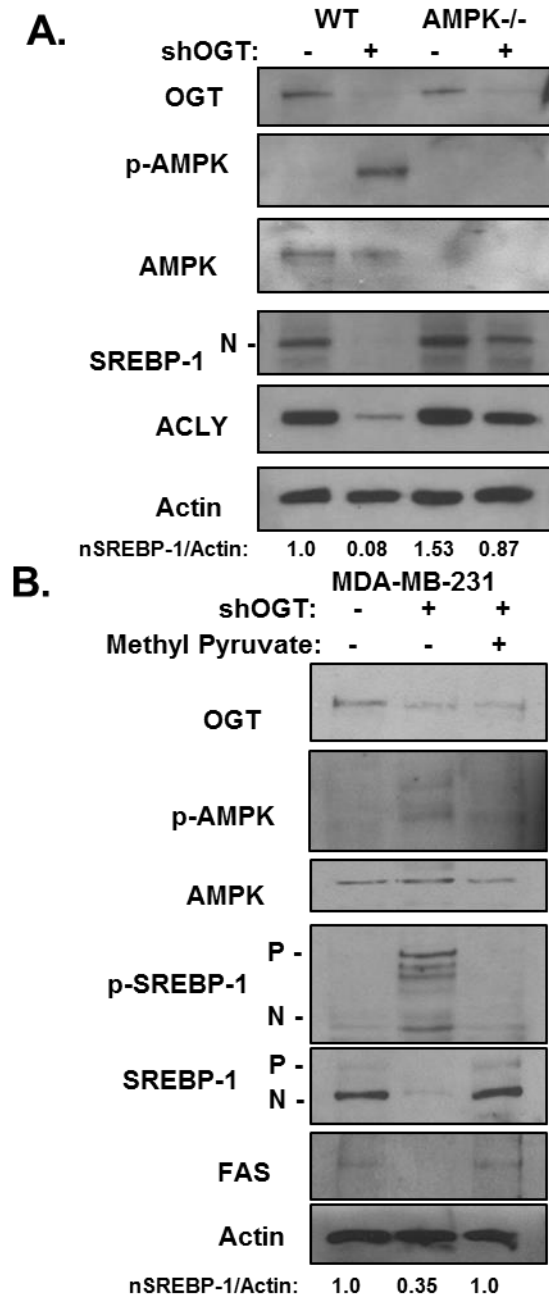 A.
WT AMPK-/-
shOGT: - + - +
OGT
p-AMPK
AMPK
N -
SREBP-1
ACLY
Actin
nSREBP-1/Actin: 1.0 0.08 1.53 0.87
B.
MDA-MB-231
shOGT: - + +
Methyl Pyruvate: - - +
OGT
p-AMPK
AMPK
P -
p-SREBP-1
N -
P -
SREBP-1
N -
FAS
Actin
nSREBP-1/Actin: 1.0 0.35 1.0